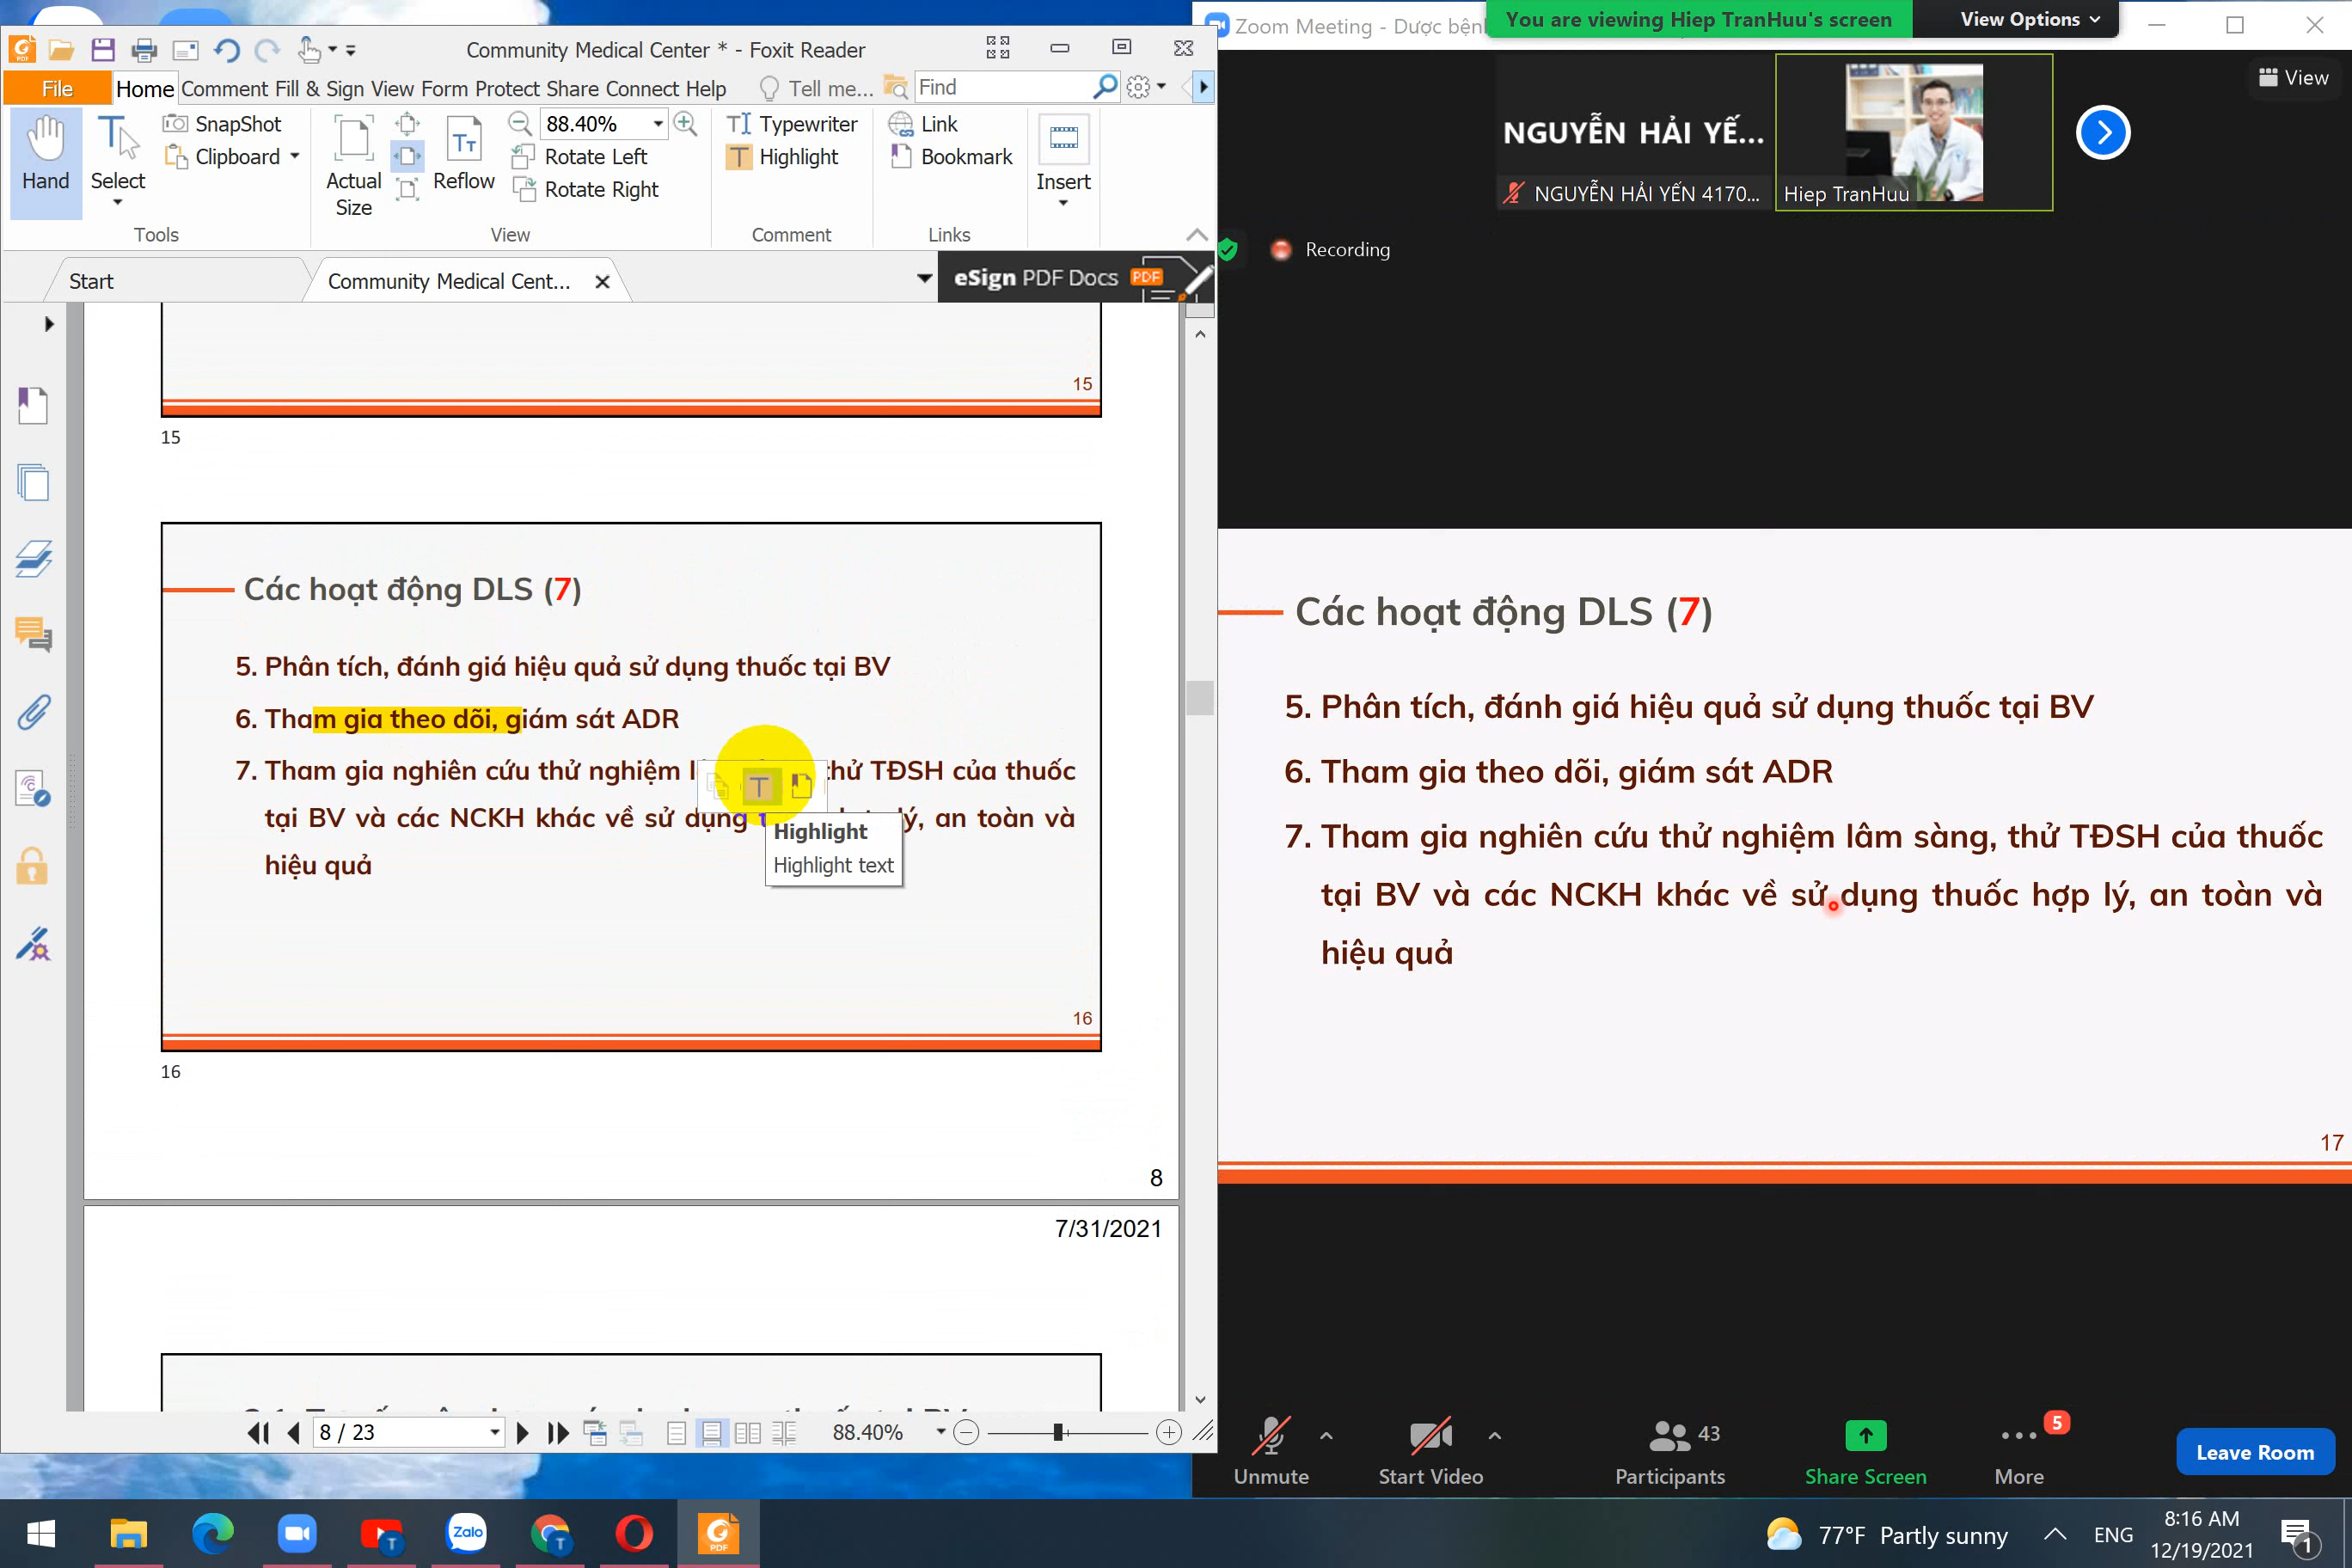 Community Medical Center * - Foxit Reader
File Home Comment Fill & Sign View Form Protect Share Connect Help Tell me... Find
Hand
Select
SnapShot
Clipboard
Tools
Actual Size
Reflow
88.40%
Rotate Left
Rotate Right
View
Typewriter
Highlight
Comment
Link
Bookmark
Links
Insert
Start
Community Medical Cent...
eSign PDF Docs PDF
15
15
Các hoạt động DLS (7)
5. Phân tích, đánh giá hiệu quả sử dụng thuốc tại BV
6. Tham gia theo dõi, giám sát ADR
7. Tham gia nghiên cứu thử nghiệm thử TĐSH của thuốc
tại BV và các NCKH khác về sử dụng lý, an toàn và
hiệu quả
Highlight
Highlight text
16
16
8
7/31/2021
8 / 23
88.40%
Zoom Meeting - Dược bện
You are viewing Hiep TranHuu's screen
View Options
View
NGUYỄN HẢI YẾ...
NGUYỄN HẢI YẾN 4170...
Hiep TranHuu
Recording
Các hoạt động DLS (7)
5. Phân tích, đánh giá hiệu quả sử dụng thuốc tại BV
6. Tham gia theo dõi, giám sát ADR
7. Tham gia nghiên cứu thử nghiệm lâm sàng, thử TĐSH của thuốc
tại BV và các NCKH khác về sử dụng thuốc hợp lý, an toàn và
hiệu quả
17
Unmute
Start Video
43
Participants
Share Screen
5
More
Leave Room
Zalo
T
T
PDF
77°F Partly sunny
ENG
8:16 AM
12/19/2021
1